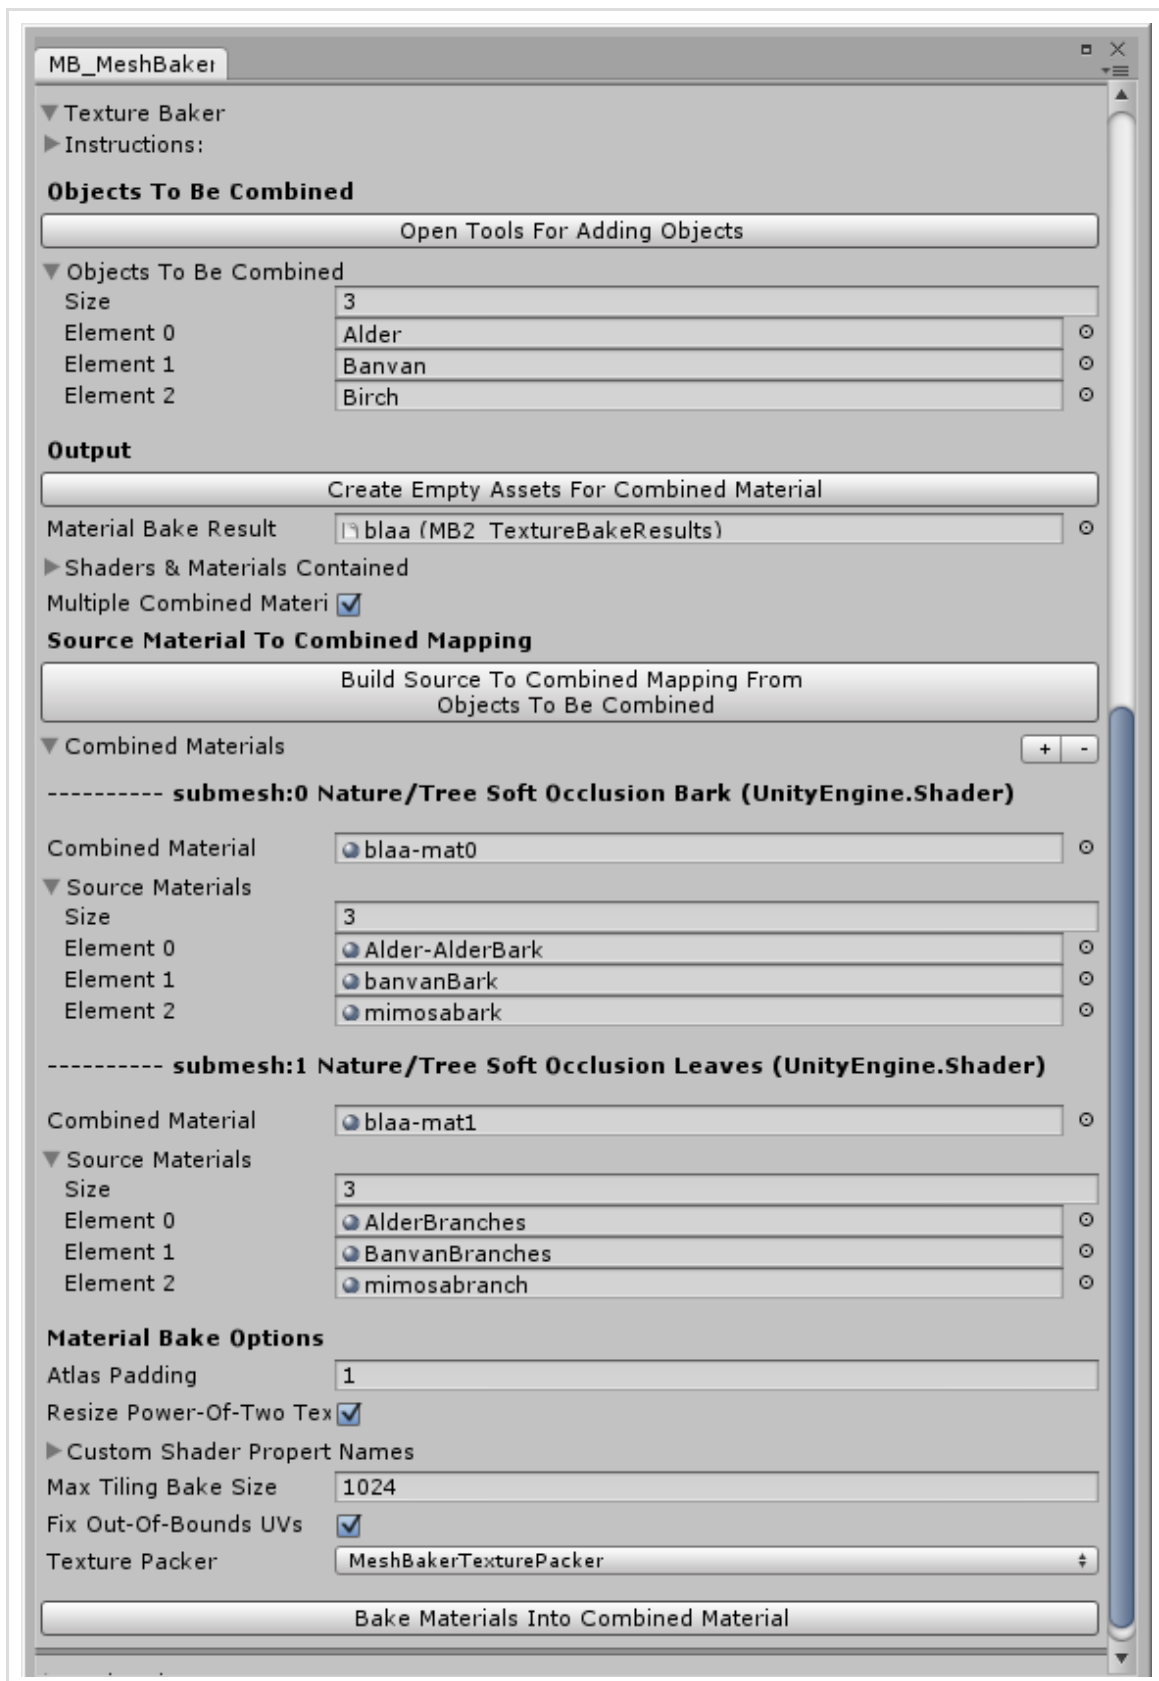 MB_MeshBaker
Texture Baker
Instructions:
Objects To Be Combined
Open Tools For Adding Objects
Objects To Be Combined
Size 3
Element 0 Alder
Element 1 Banvan
Element 2 Birch
Output
Create Empty Assets For Combined Material
Material Bake Result blaa (MB2_TextureBakeResults)
Shaders & Materials Contained
Multiple Combined Materi
Source Material To Combined Mapping
Build Source To Combined Mapping From
Objects To Be Combined
Combined Materials + -
---------- submesh:0 Nature/Tree Soft Occlusion Bark (UnityEngine.Shader)
Combined Material blaa-mat0
Source Materials
Size 3
Element 0 Alder-AlderBark
Element 1 banvanBark
Element 2 mimosabark
---------- submesh:1 Nature/Tree Soft Occlusion Leaves (UnityEngine.Shader)
Combined Material blaa-mat1
Source Materials
Size 3
Element 0 AlderBranches
Element 1 BanvanBranches
Element 2 mimosabranch
Material Bake Options
Atlas Padding 1
Resize Power-Of-Two Tex
Custom Shader Propert Names
Max Tiling Bake Size 1024
Fix Out-Of-Bounds UVs
Texture Packer MeshBakerTexturePacker
Bake Materials Into Combined Material